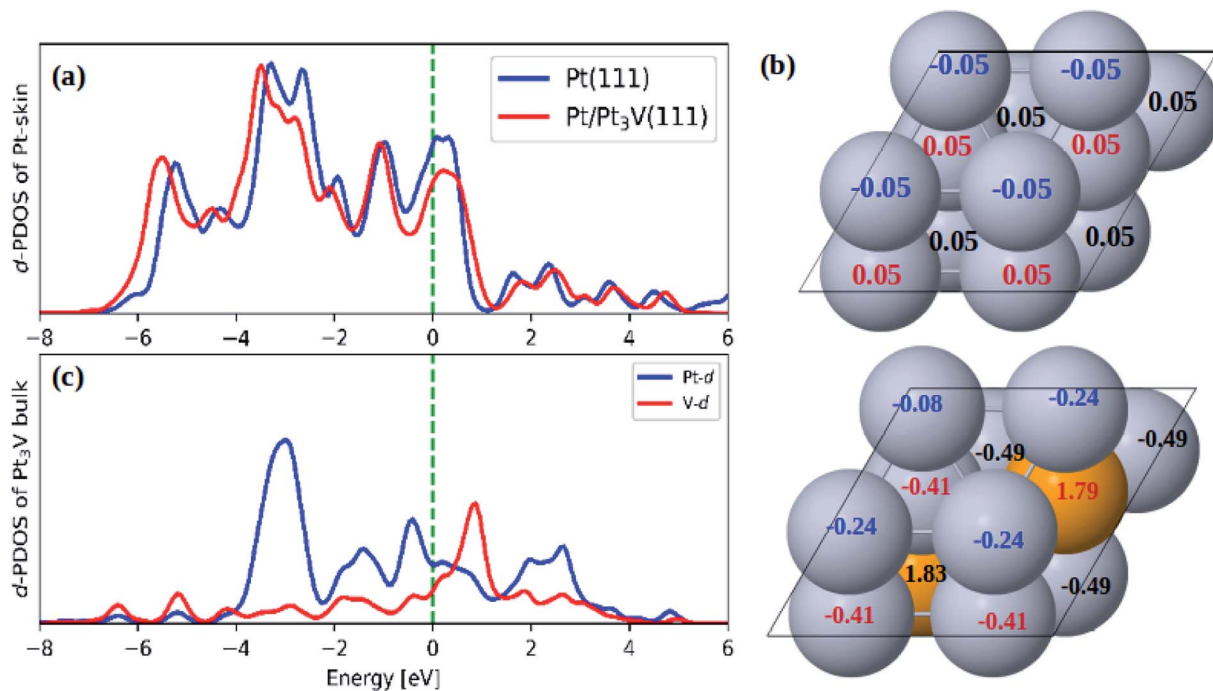 (a)
Pt(111)
Pt/Pt₃V(111)
d-PDOS of Pt-skin
−8 −6 −4 −2 0 2 4 6
(b)
-0.05 -0.05
0.05 0.05
0.05 0.05
-0.05 -0.05
0.05 0.05
0.05 0.05
(c)
Pt-d
V-d
d-PDOS of Pt₃V bulk
−8 −6 −4 −2 0 2 4 6
Energy [eV]
-0.08 -0.24
-0.49 -0.49
-0.41 1.79
-0.24 -0.24
1.83 -0.49
-0.41 -0.41